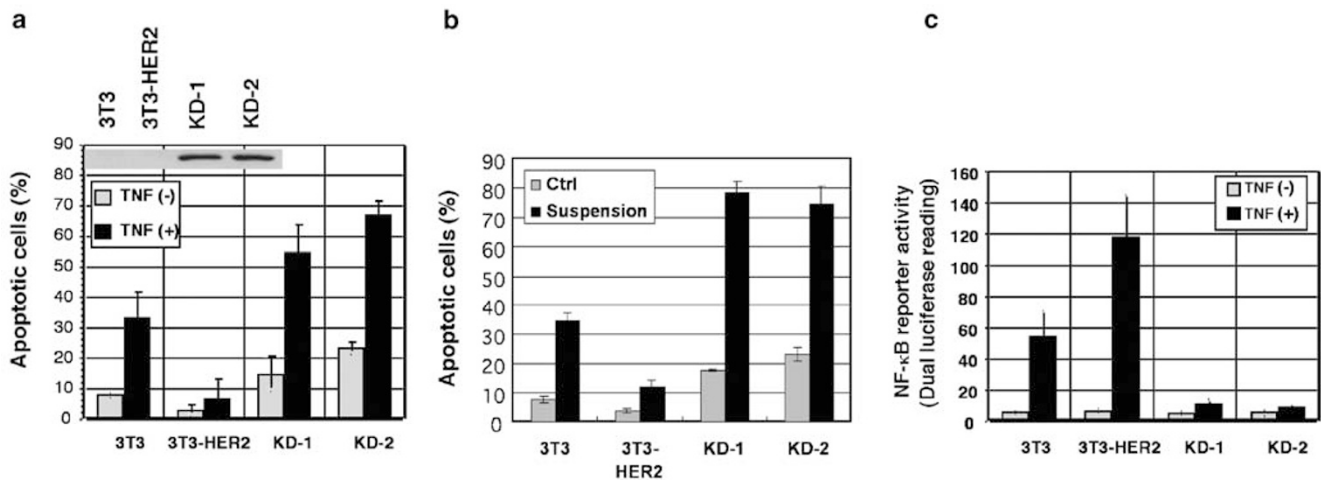 a
3T3
3T3-HER2
KD-1
KD-2
Apoptotic cells (%)
90
80
70
60
50
40
30
20
10
0
TNF (-)
TNF (+)
3T3
3T3-HER2
KD-1
KD-2
b
Apoptotic cells (%)
90
80
70
60
50
40
30
20
10
0
Ctrl
Suspension
3T3
3T3-
HER2
KD-1
KD-2
c
NF-κB reporter activity
(Dual luciferase reading)
160
140
120
100
80
60
40
20
0
TNF (-)
TNF (+)
3T3
3T3-HER2
KD-1
KD-2